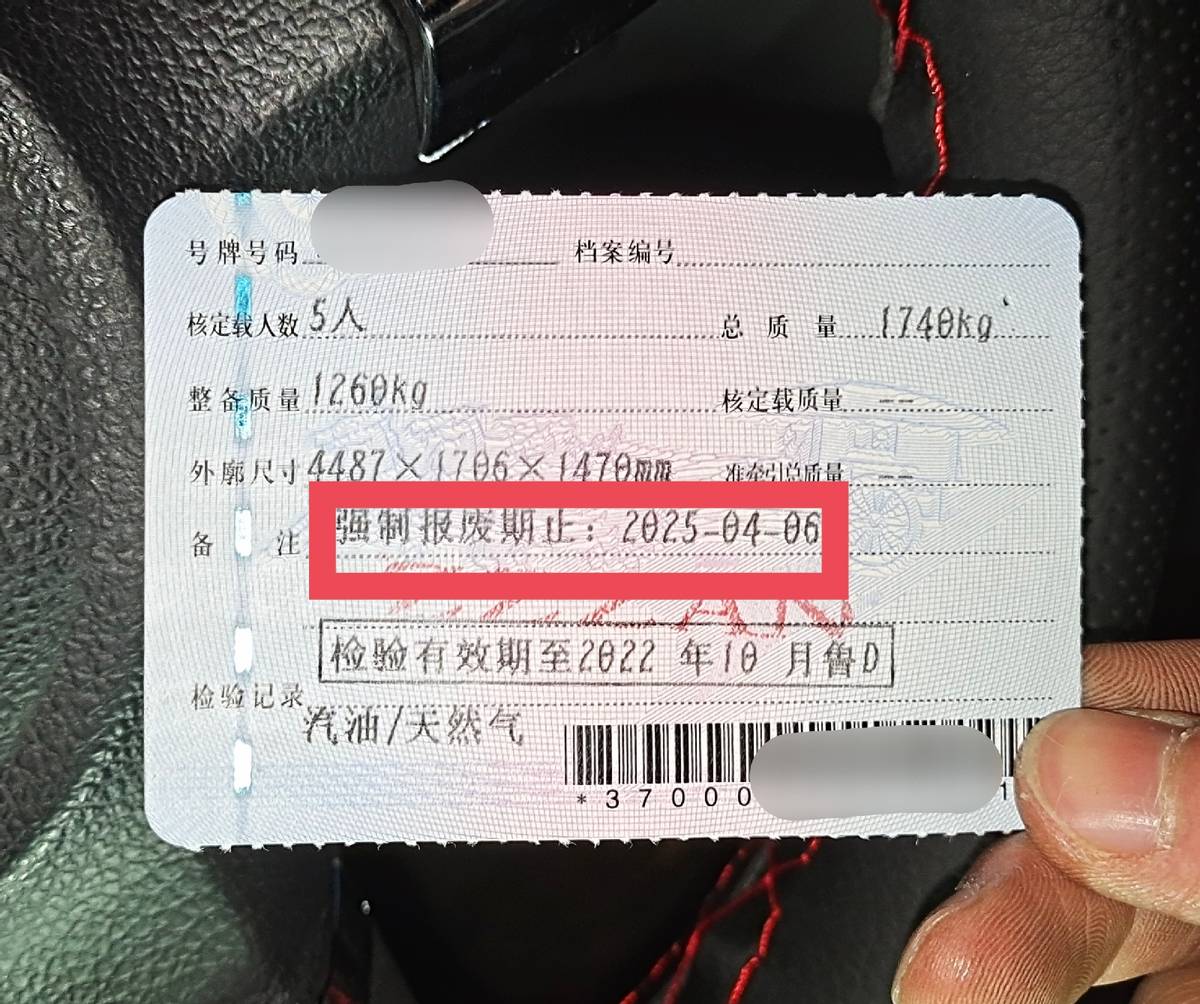 号牌号码 档案编号
核定载人数 5人 总质量 1740kg
整备质量 1260kg 核定载质量 --
外廓尺寸 4487×1706×1470mm 准牵引总质量 --
备注 强制报废期止：2025-04-06
检验有效期至2022 年10 月鲁D
检验记录
汽油/天然气
*37000 1